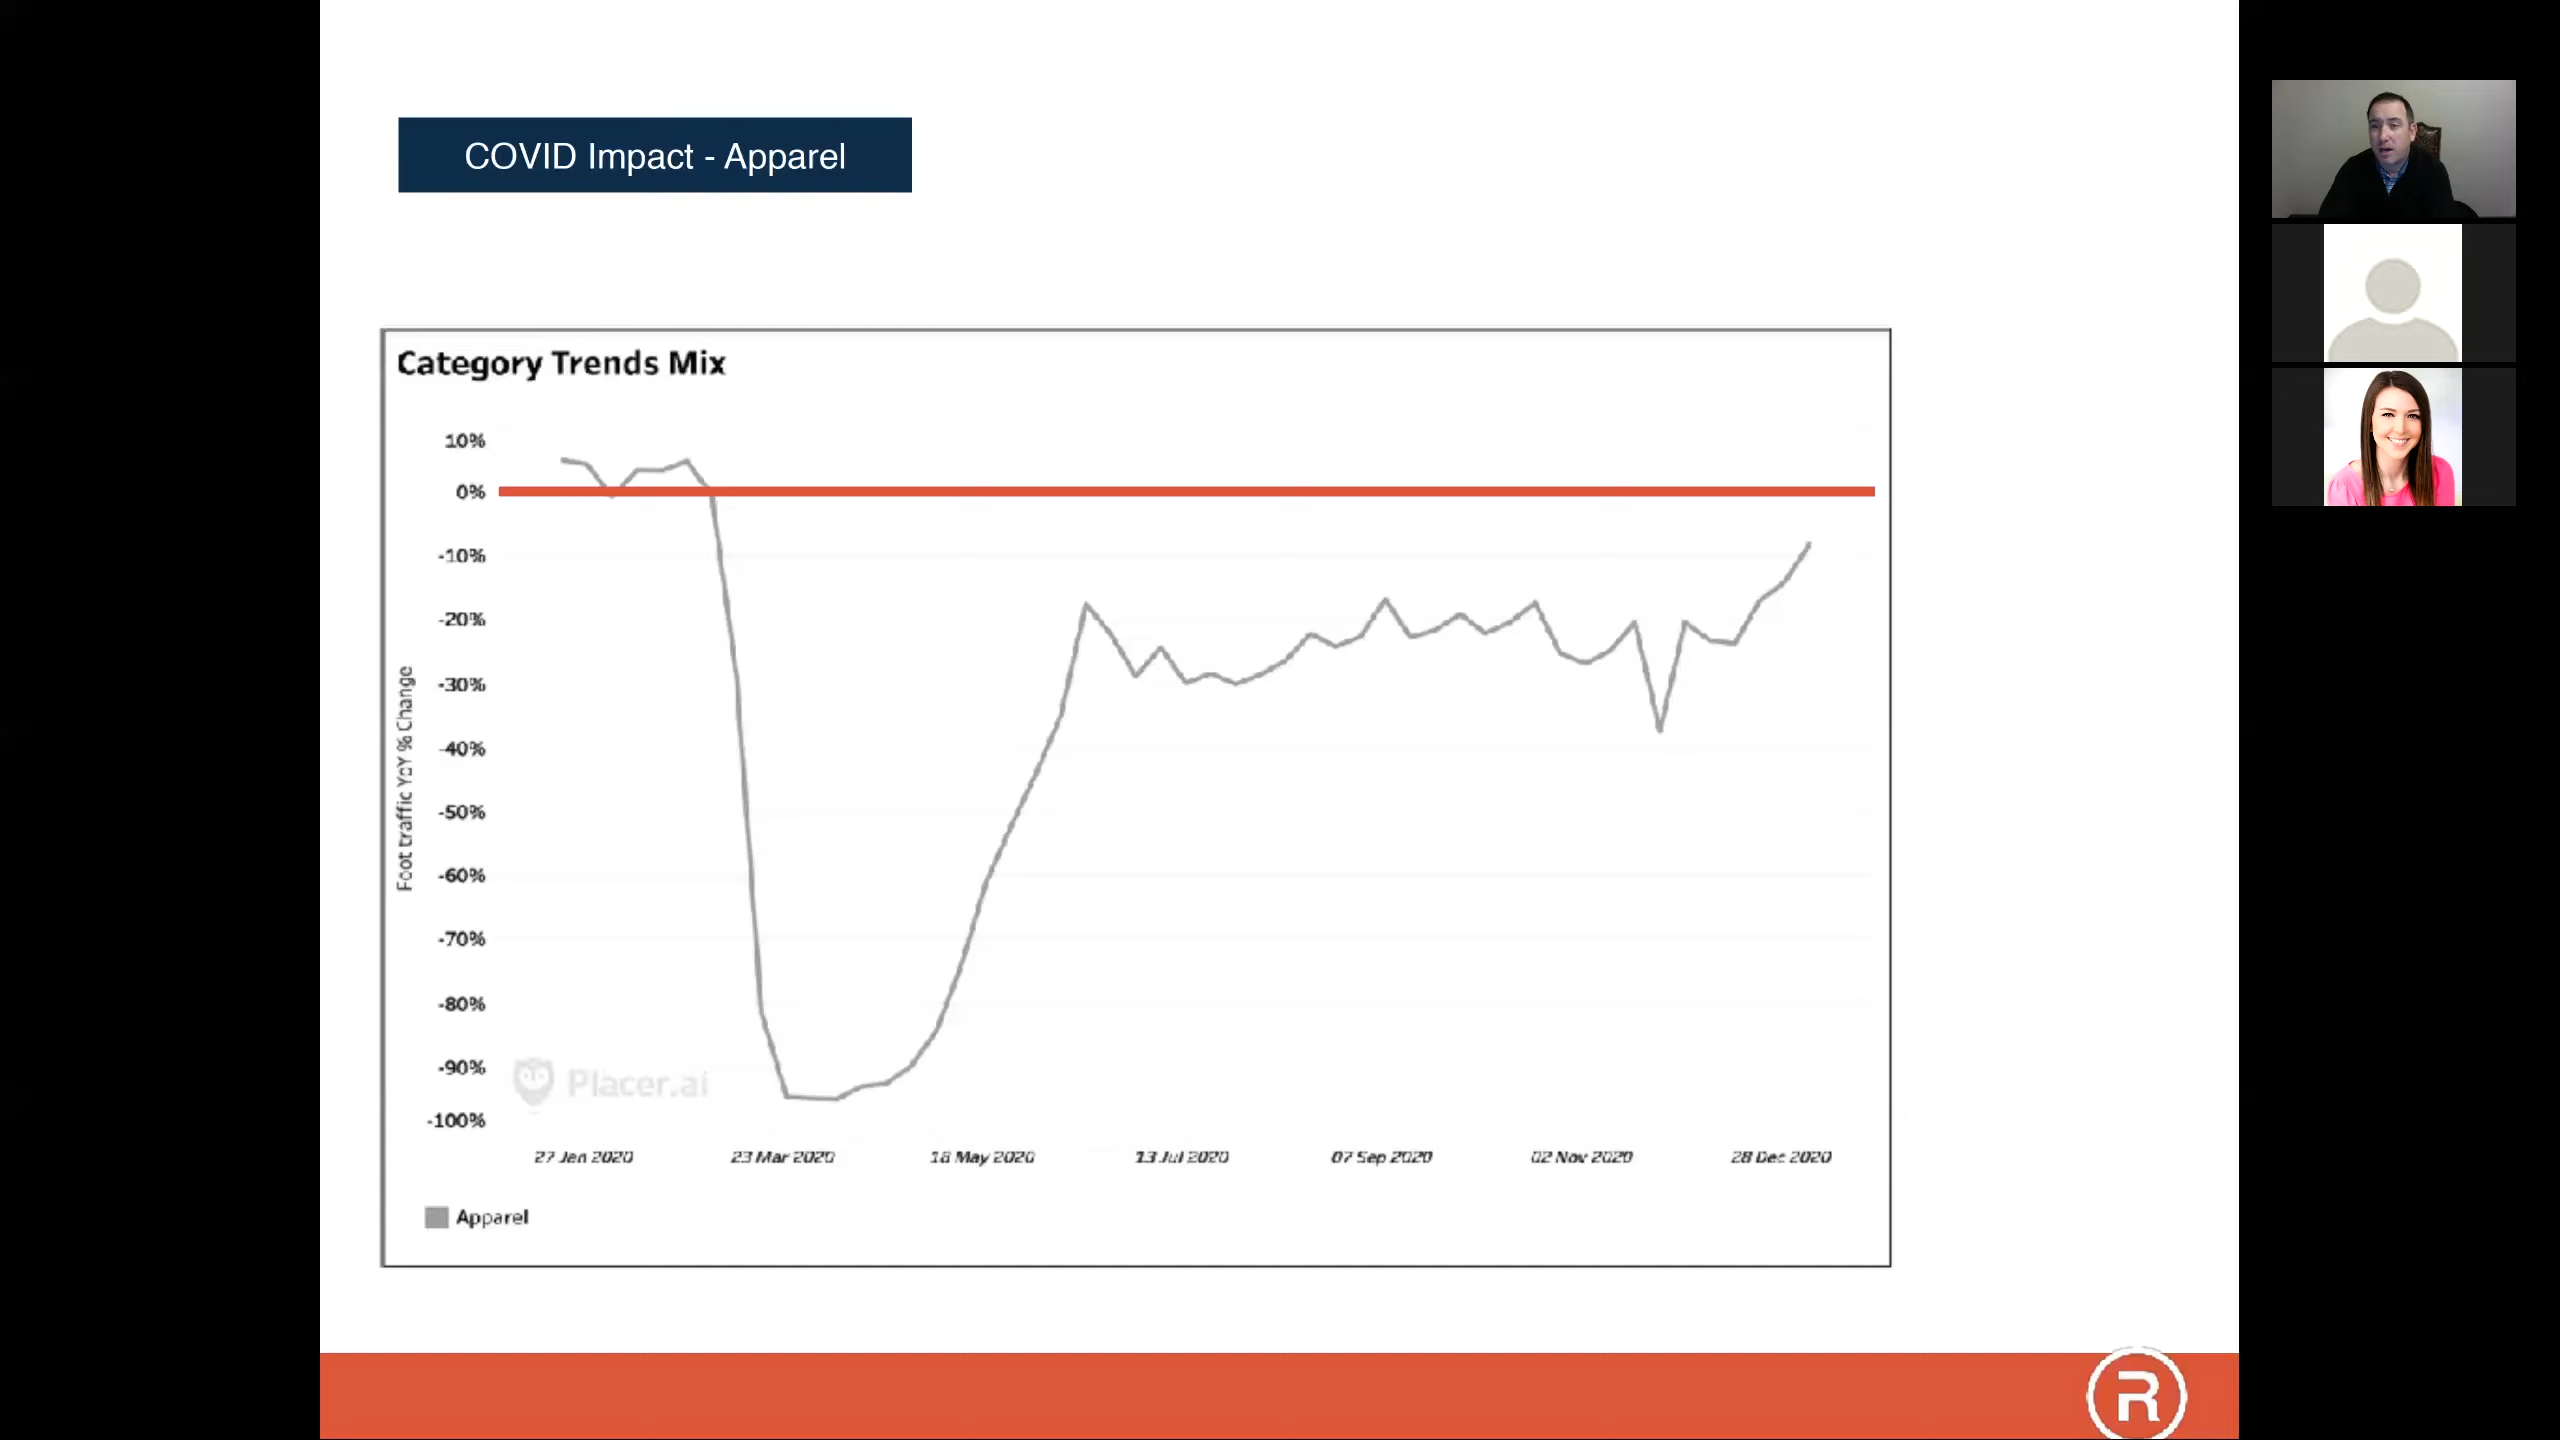 COVID Impact - Apparel
Category Trends Mix
10%
0%
-10%
-20%
-30%
-40%
-50%
-60%
-70%
-80%
-90%
-100%
Foot traffic YoY % Change
Placer.ai
27 Jan 2020 23 Mar 2020 18 May 2020 13 Jul 2020 07 Sep 2020 02 Nov 2020 28 Dec 2020
Apparel
R